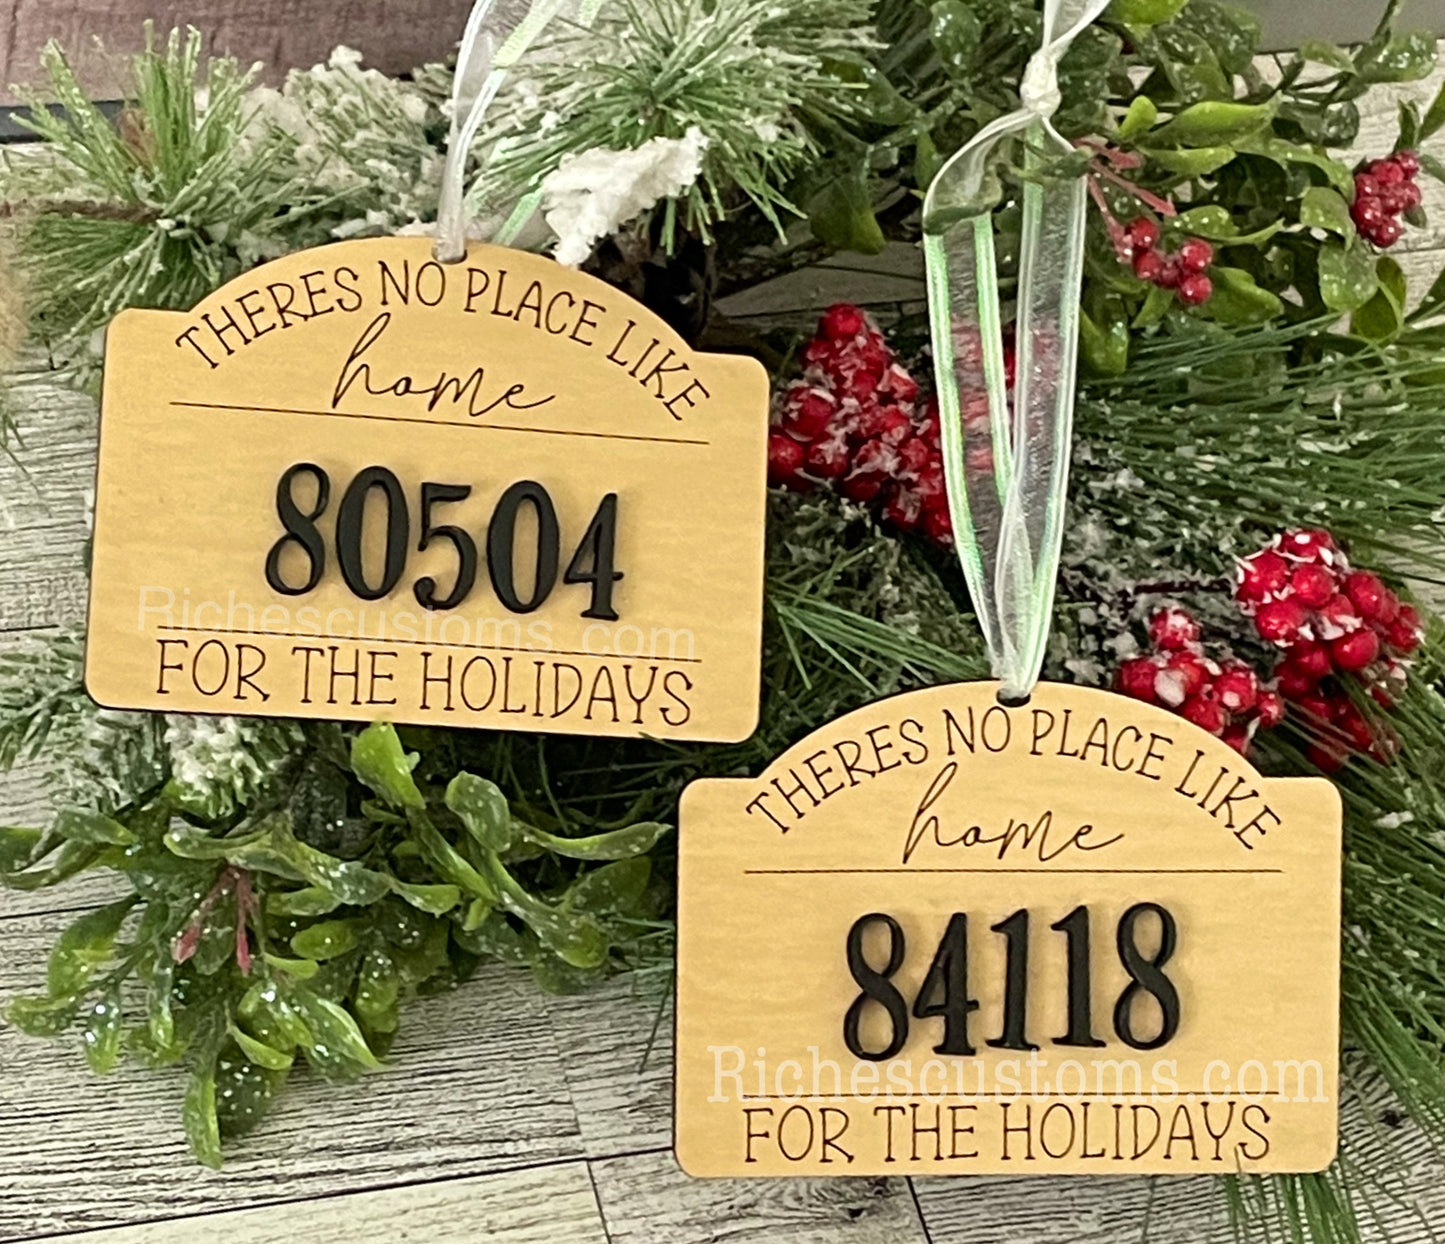 THERES NO PLACE LIKE
home
80504
Richescustoms.com
FOR THE HOLIDAYS
THERES NO PLACE LIKE
home
84118
Richescustoms.com
FOR THE HOLIDAYS